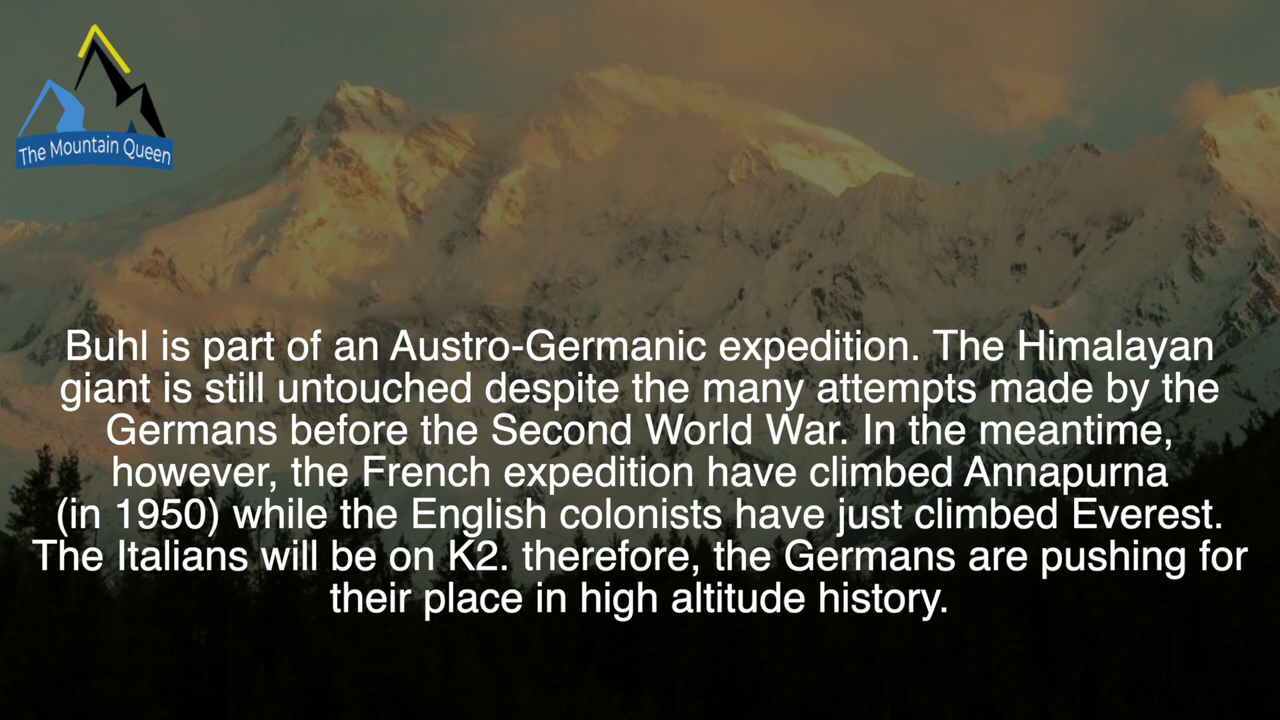 The Mountain Queen
Buhl is part of an Austro-Germanic expedition. The Himalayan
giant is still untouched despite the many attempts made by the
Germans before the Second World War. In the meantime,
however, the French expedition have climbed Annapurna
(in 1950) while the English colonists have just climbed Everest.
The Italians will be on K2. therefore, the Germans are pushing for
their place in high altitude history.